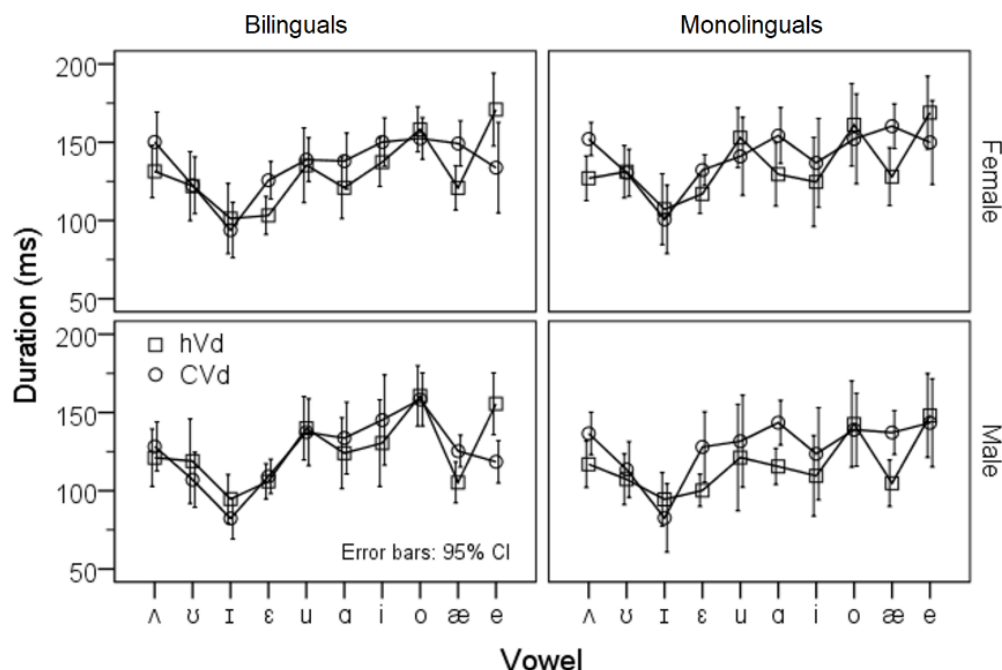 Bilinguals Monolinguals
Duration (ms)
200
150
100
50
Female
200
150
100
50
hVd
CVd
Error bars: 95% CI
Male
ʌ ʊ ɪ ɛ u ɑ i o æ e
ʌ ʊ ɪ ɛ u ɑ i o æ e
Vowel